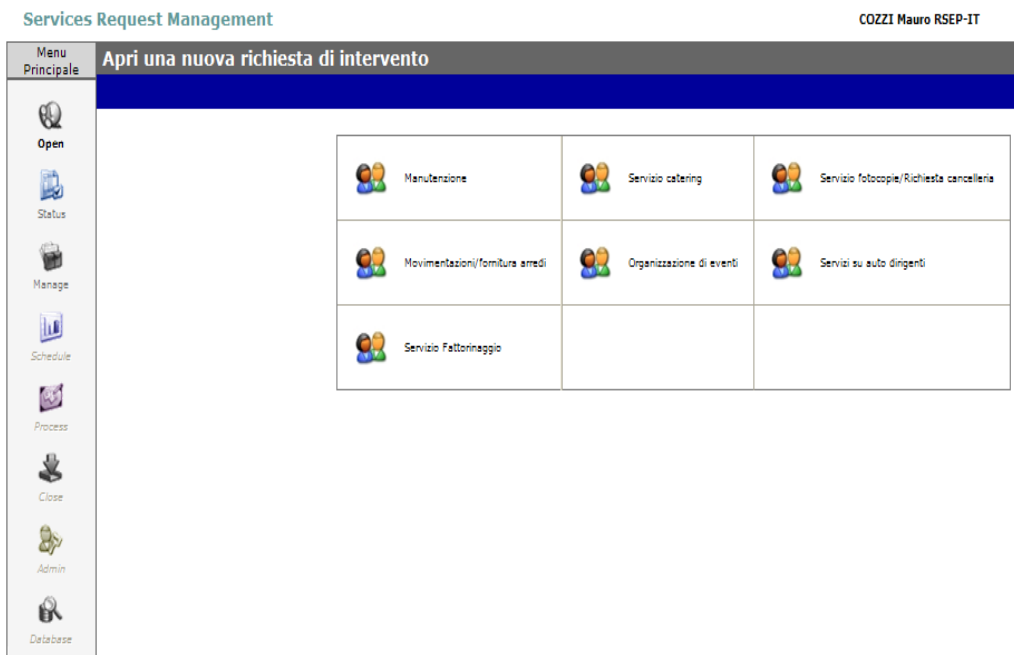 Services Request Management
COZZI Mauro RSEP-IT
Menu
Principale
Apri una nuova richiesta di intervento
Open
Status
Manage
Schedule
Process
Close
Admin
Database
Manutenzione
Servizio catering
Servizio fotocopie/Richiesta cancelleria
Movimentazioni/fornitura arredi
Organizzazione di eventi
Servizi su auto dirigenti
Servizio Fattorinaggio